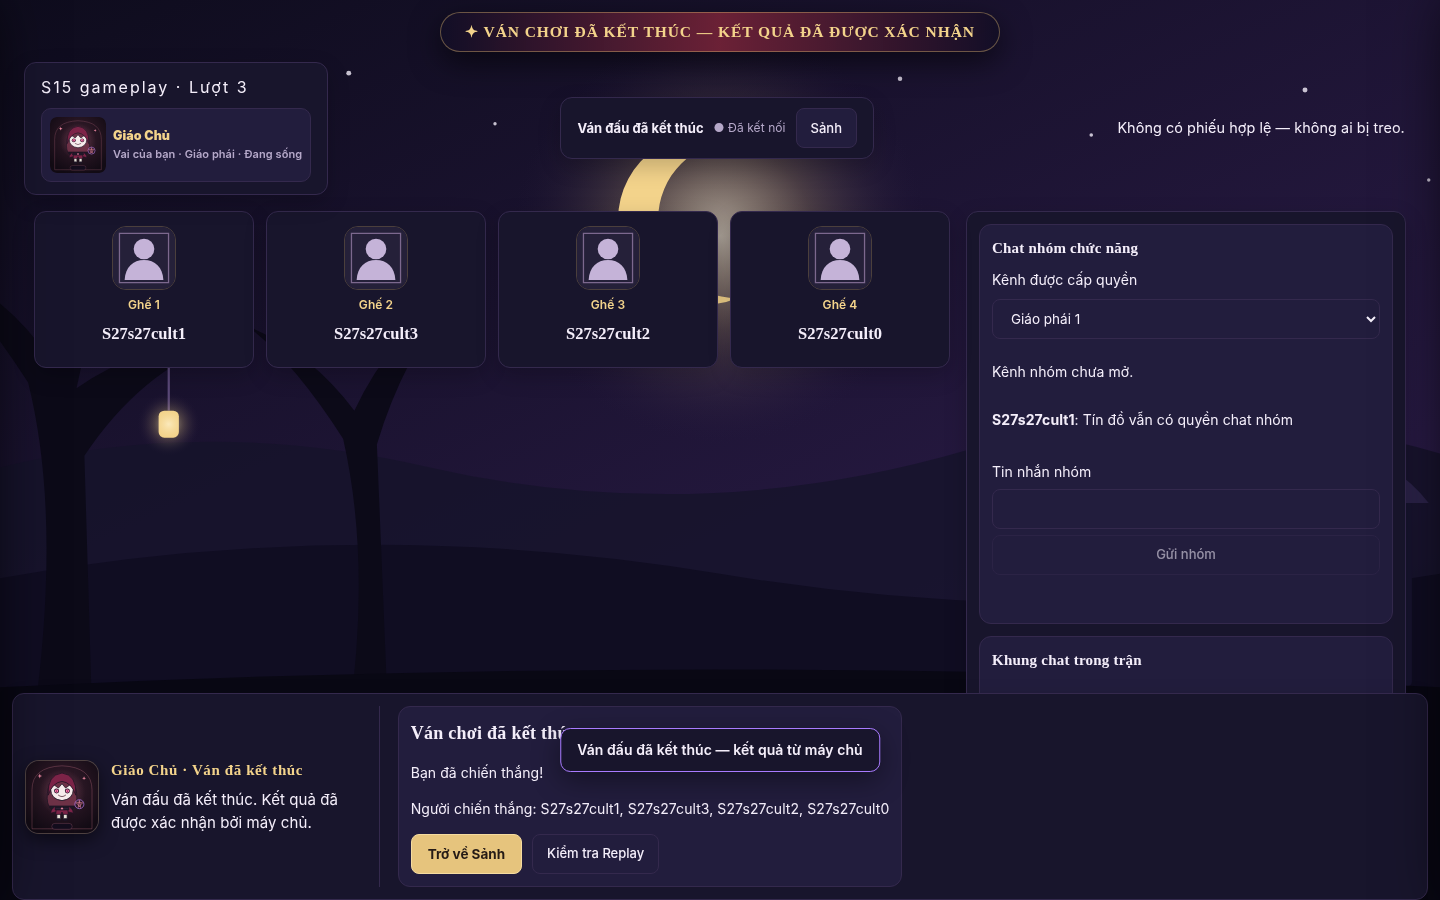 ✦ VÁN CHƠI ĐÃ KẾT THÚC — KẾT QUẢ ĐÃ ĐƯỢC XÁC NHẬN
S15 gameplay · Lượt 3
Giáo Chủ
Vai của bạn · Giáo phái · Đang sống
Ván đấu đã kết thúc
Đã kết nối
Sảnh
Không có phiếu hợp lệ — không ai bị treo.
Ghế 1
S27s27cult1
Ghế 2
S27s27cult3
Ghế 3
S27s27cult2
Ghế 4
S27s27cult0
Chat nhóm chức năng
Kênh được cấp quyền
Giáo phái 1
Kênh nhóm chưa mở.
S27s27cult1: Tín đồ vẫn có quyền chat nhóm
Tin nhắn nhóm
Gửi nhóm
Khung chat trong trận
Giáo Chủ · Ván đã kết thúc
Ván đấu đã kết thúc. Kết quả đã
được xác nhận bởi máy chủ.
Ván chơi đã kết
Ván đấu đã kết thúc — kết quả từ máy chủ
Bạn đã chiến thắng!
Người chiến thắng: S27s27cult1, S27s27cult3, S27s27cult2, S27s27cult0
Trở về Sảnh
Kiểm tra Replay